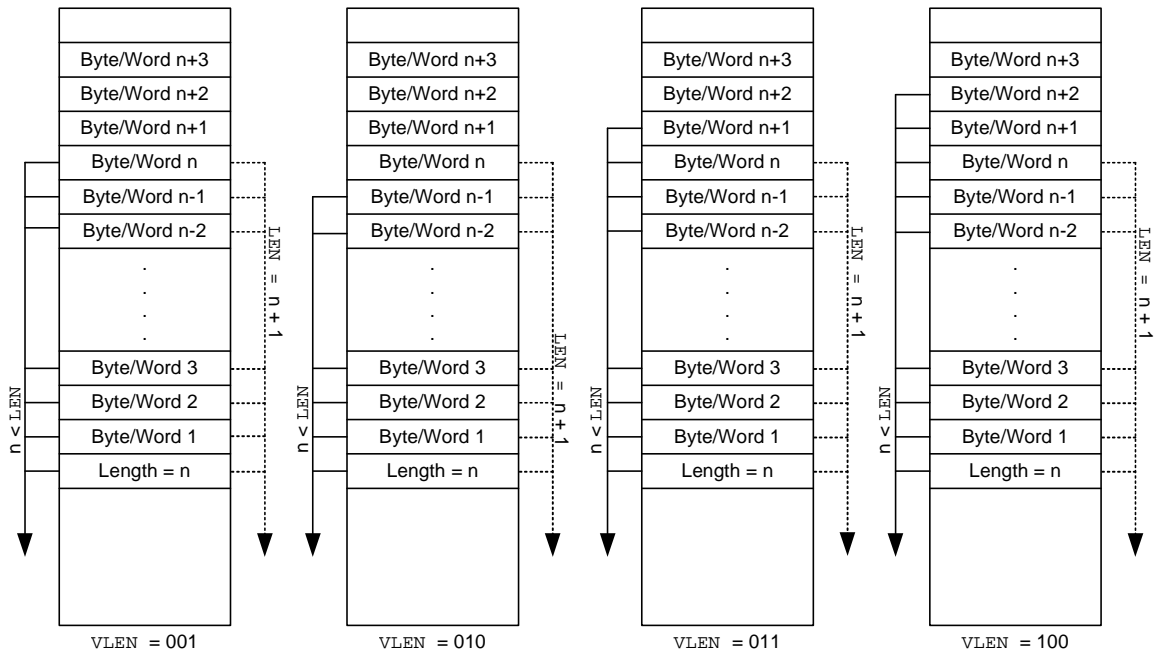 Byte/Word n+3
Byte/Word n+2
Byte/Word n+1
Byte/Word n
Byte/Word n-1
Byte/Word n-2
.
.
.
.
Byte/Word 3
Byte/Word 2
Byte/Word 1
Length = n
LEN < n
LEN = n + 1
VLEN = 001
Byte/Word n+3
Byte/Word n+2
Byte/Word n+1
Byte/Word n
Byte/Word n-1
Byte/Word n-2
.
.
.
.
Byte/Word 3
Byte/Word 2
Byte/Word 1
Length = n
LEN < n
LEN = n + 1
VLEN = 010
Byte/Word n+3
Byte/Word n+2
Byte/Word n+1
Byte/Word n
Byte/Word n-1
Byte/Word n-2
.
.
.
.
Byte/Word 3
Byte/Word 2
Byte/Word 1
Length = n
LEN < n
LEN = n + 1
VLEN = 011
Byte/Word n+3
Byte/Word n+2
Byte/Word n+1
Byte/Word n
Byte/Word n-1
Byte/Word n-2
.
.
.
.
Byte/Word 3
Byte/Word 2
Byte/Word 1
Length = n
LEN < n
LEN = n + 1
VLEN = 100